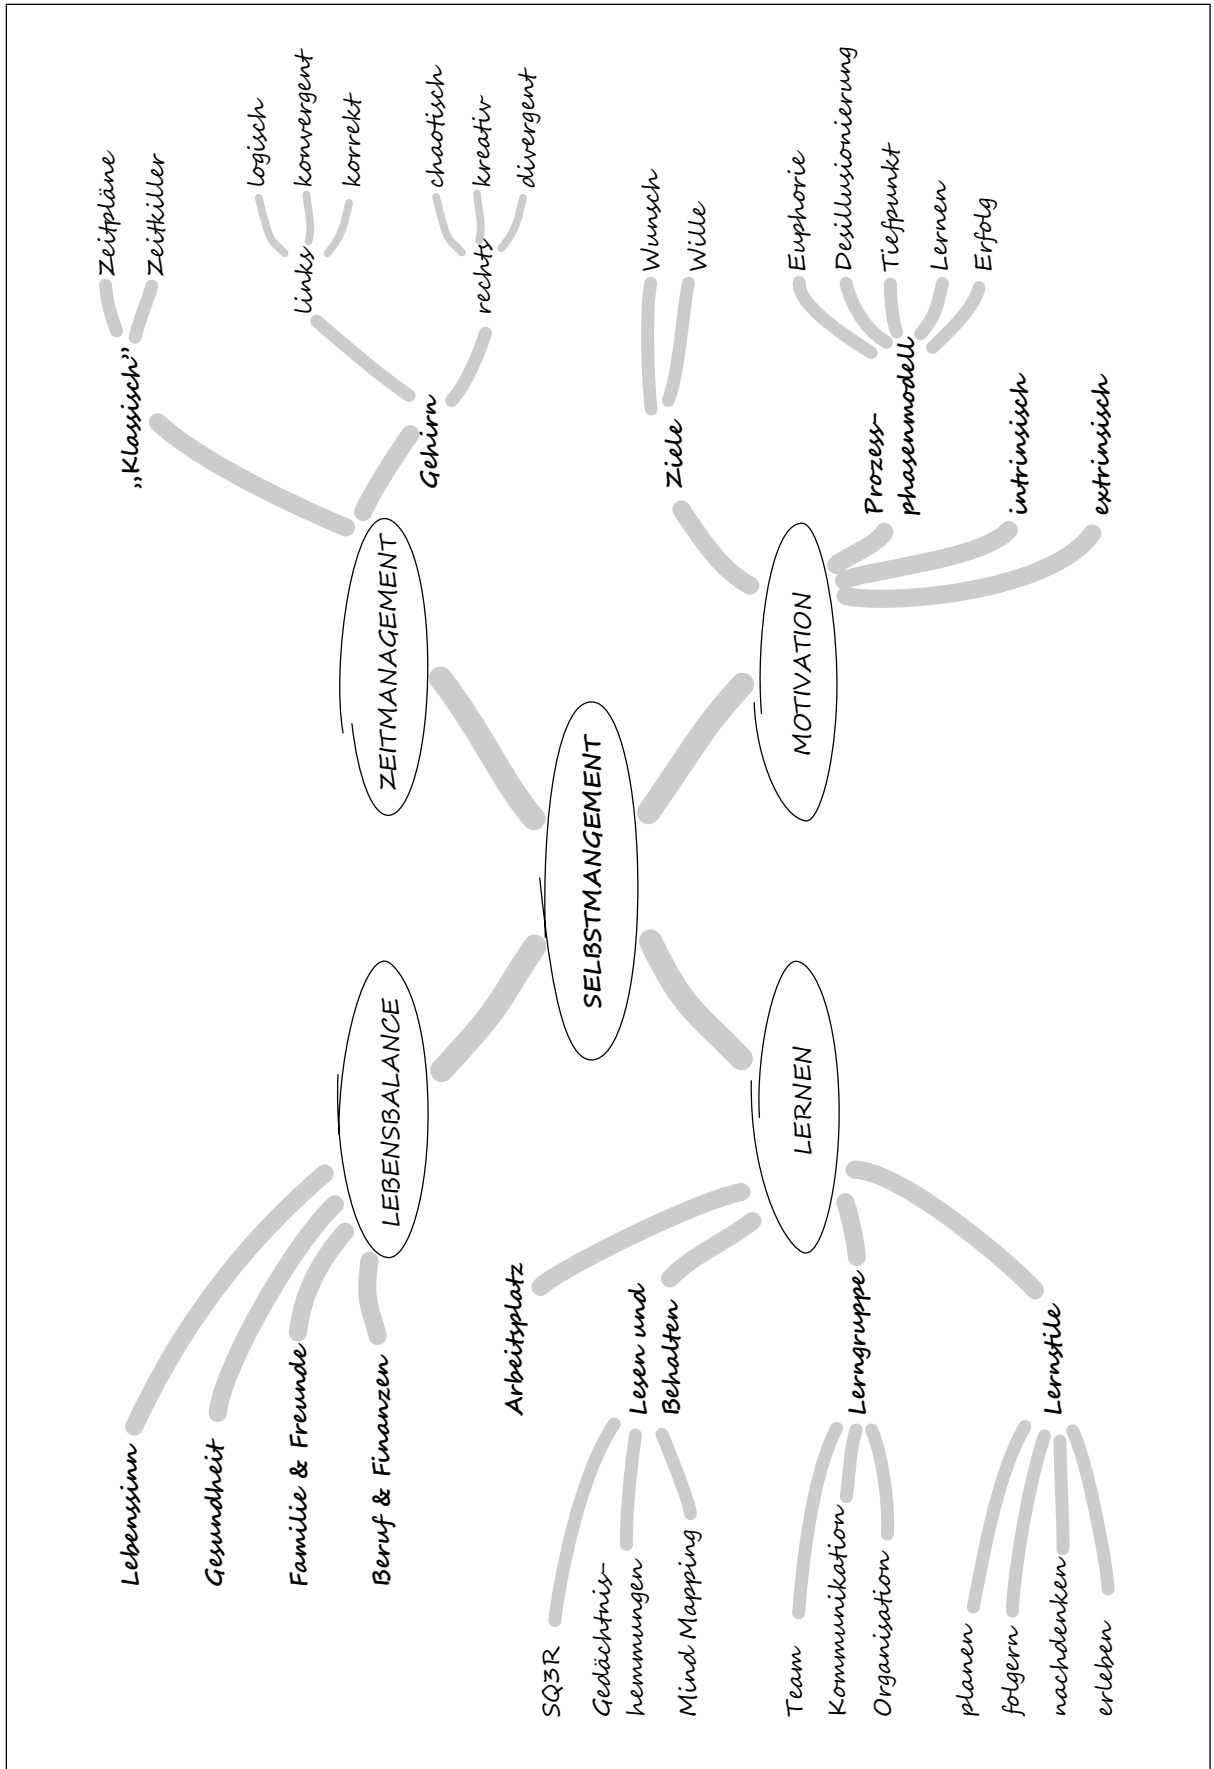 SELBSTMANGEMENT
LEBENSBALANCE
Lebenssinn
Gesundheit
Familie & Freunde
Beruf & Finanzen
ZEITMANAGEMENT
„Klassisch”
Zeitpläne
Zeitkiller
Gehirn
links
logisch
konvergent
korrekt
rechts
chaotisch
kreativ
divergent
LERNEN
Arbeitsplatz
Lesen und
Behalten
SQ3R
Gedächtnis-
hemmungen
Mind Mapping
Lerngruppe
Team
Kommunikation
Organisation
Lernstile
planen
folgern
nachdenken
erleben
MOTIVATION
Ziele
Wunsch
Wille
Prozess-
phasenmodell
Euphorie
Desillusionierung
Tiefpunkt
Lernen
Erfolg
intrinsisch
extrinsisch